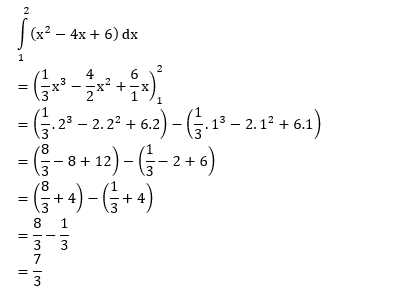 ∫₁² (x² − 4x + 6) dx
= (1/3 x³ − 4/2 x² + 6/1 x)₁²
= (1/3 . 2³ − 2. 2² + 6.2) − (1/3 . 1³ − 2. 1² + 6.1)
= (8/3 − 8 + 12) − (1/3 − 2 + 6)
= (8/3 + 4) − (1/3 + 4)
= 8/3 − 1/3
= 7/3